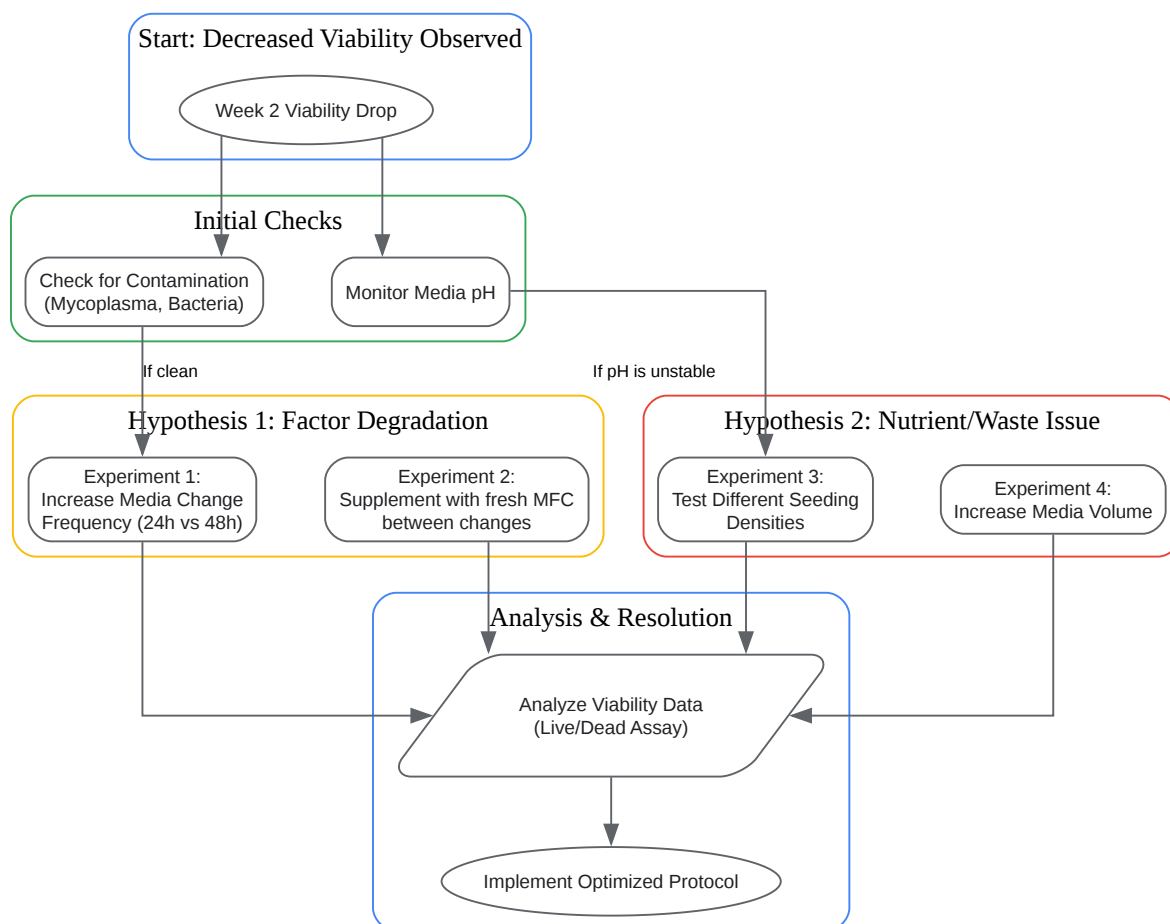 Start: Decreased Viability Observed
Week 2 Viability Drop
Initial Checks
Check for Contamination
(Mycoplasma, Bacteria)
Monitor Media pH
If clean
If pH is unstable
Hypothesis 1: Factor Degradation
Experiment 1:
Increase Media Change
Frequency (24h vs 48h)
Experiment 2:
Supplement with fresh MFC
between changes
Hypothesis 2: Nutrient/Waste Issue
Experiment 3:
Test Different Seeding
Densities
Experiment 4:
Increase Media Volume
Analysis & Resolution
Analyze Viability Data
(Live/Dead Assay)
Implement Optimized Protocol